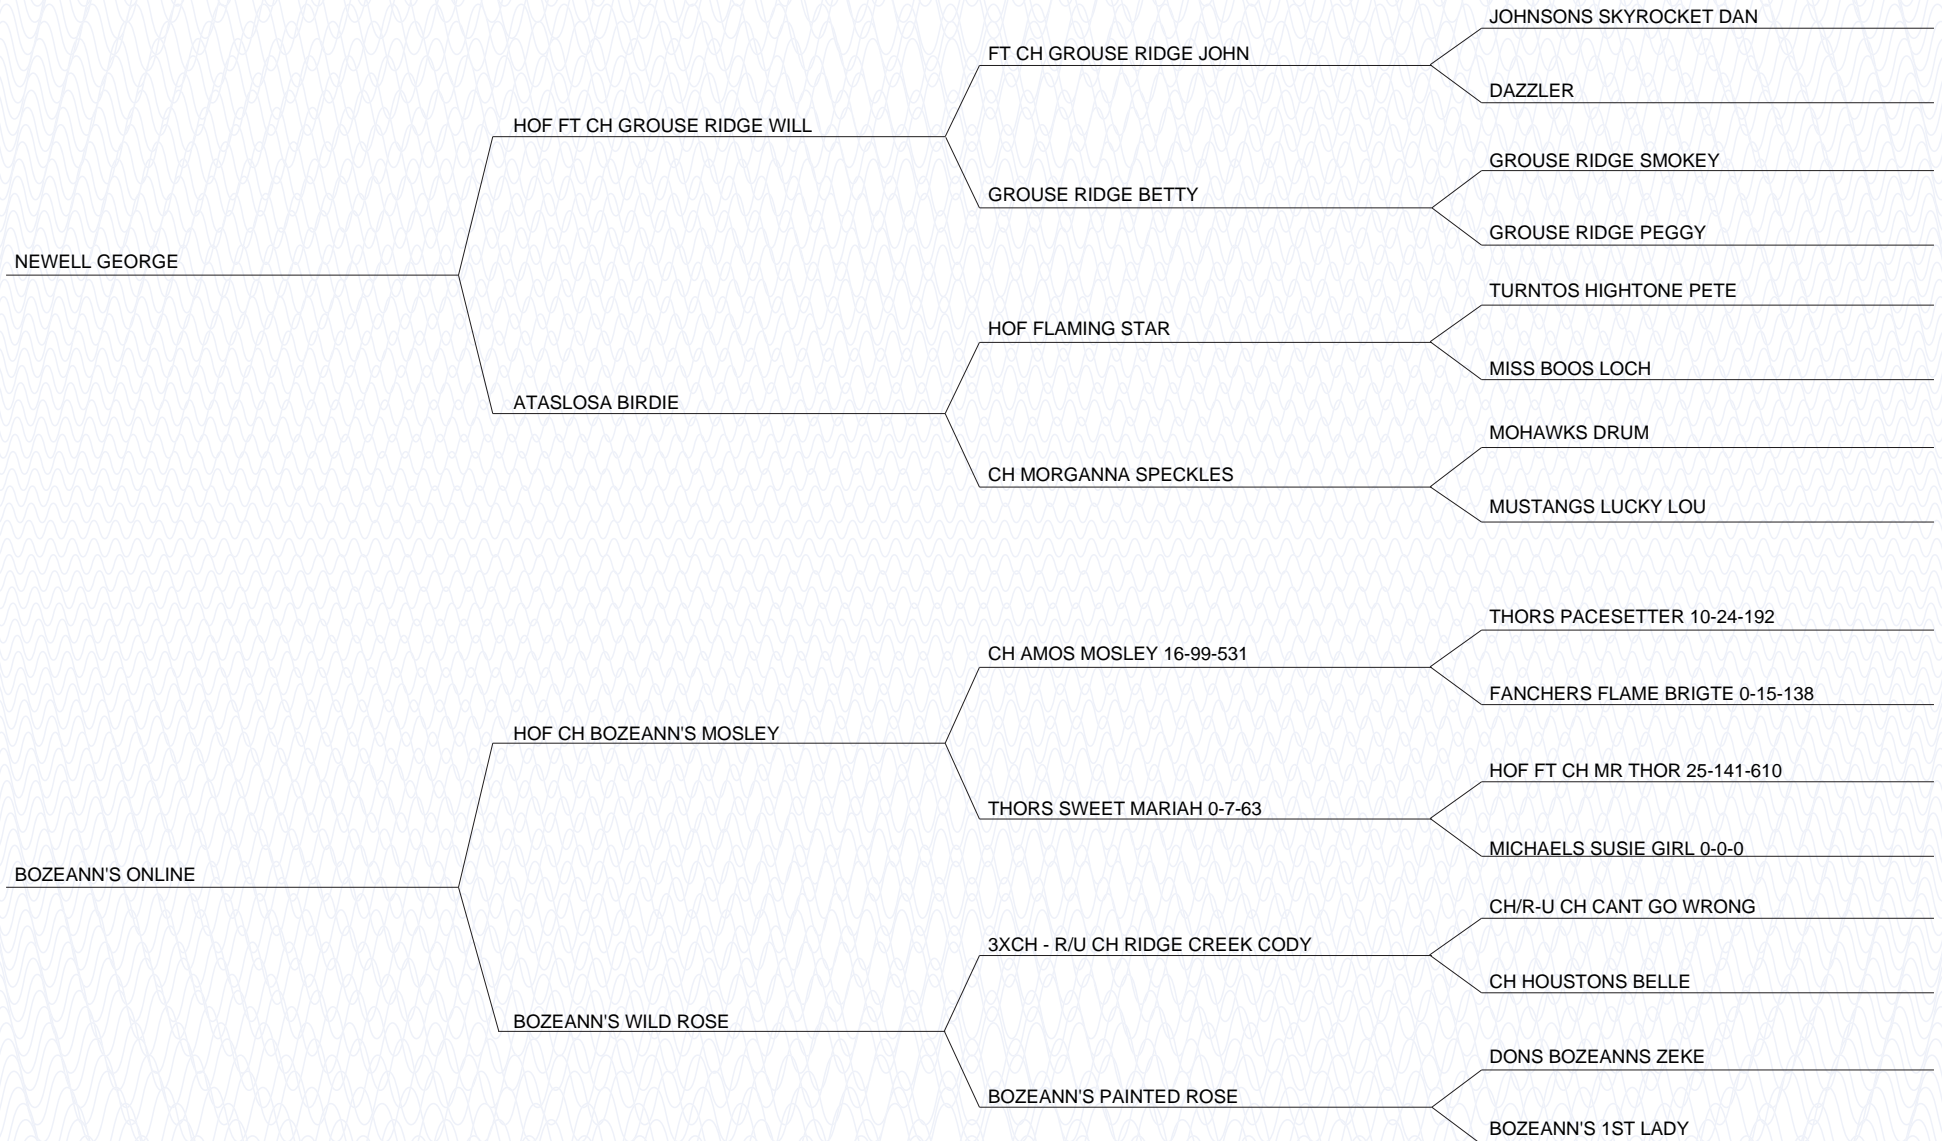 JOHNSONS SKYROCKET DAN
FT CH GROUSE RIDGE JOHN
DAZZLER
HOF FT CH GROUSE RIDGE WILL
GROUSE RIDGE SMOKEY
GROUSE RIDGE BETTY
GROUSE RIDGE PEGGY
NEWELL GEORGE
TURNTOS HIGHTONE PETE
HOF FLAMING STAR
MISS BOOS LOCH
ATASLOSA BIRDIE
MOHAWKS DRUM
CH MORGANNA SPECKLES
MUSTANGS LUCKY LOU
THORS PACESETTER 10-24-192
CH AMOS MOSLEY 16-99-531
FANCHERS FLAME BRIGTE 0-15-138
HOF CH BOZEANN'S MOSLEY
HOF FT CH MR THOR 25-141-610
THORS SWEET MARIAH 0-7-63
MICHAELS SUSIE GIRL 0-0-0
BOZEANN'S ONLINE
CH/R-U CH CANT GO WRONG
3XCH - R/U CH RIDGE CREEK CODY
CH HOUSTONS BELLE
BOZEANN'S WILD ROSE
DONS BOZEANNS ZEKE
BOZEANN'S PAINTED ROSE
BOZEANN'S 1ST LADY